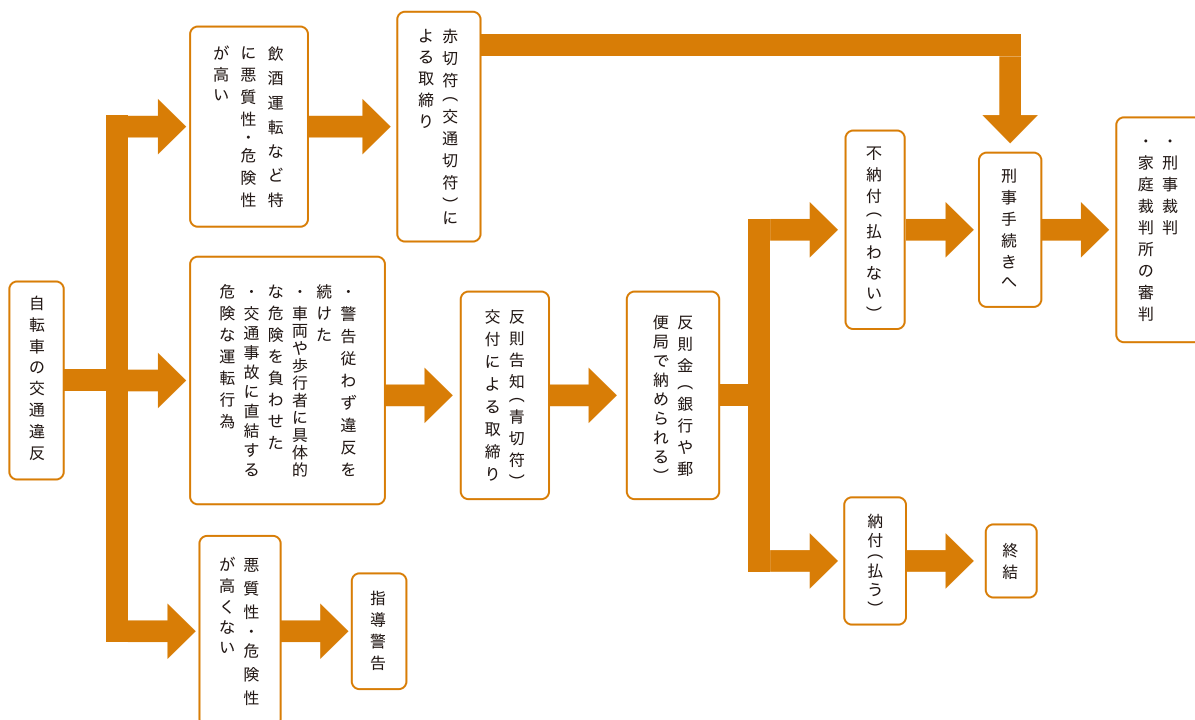 自転車の交通違反
飲酒運転など特
に悪質性・危険性
が高い
赤切符（交通切符）に
よる取締り
・警告従わず違反を
続けた
・車両や歩行者に具体的
な危険を負わせた
・交通事故に直結する
危険な運転行為
反則告知（青切符）
交付による取締り
反則金（銀行や郵
便局で納められる）
不納付（払わない）
刑事手続きへ
・刑事裁判
・家庭裁判所の審判
納付（払う）
終結
悪質性・危険性
が高くない
指導警告